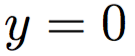 y = 0